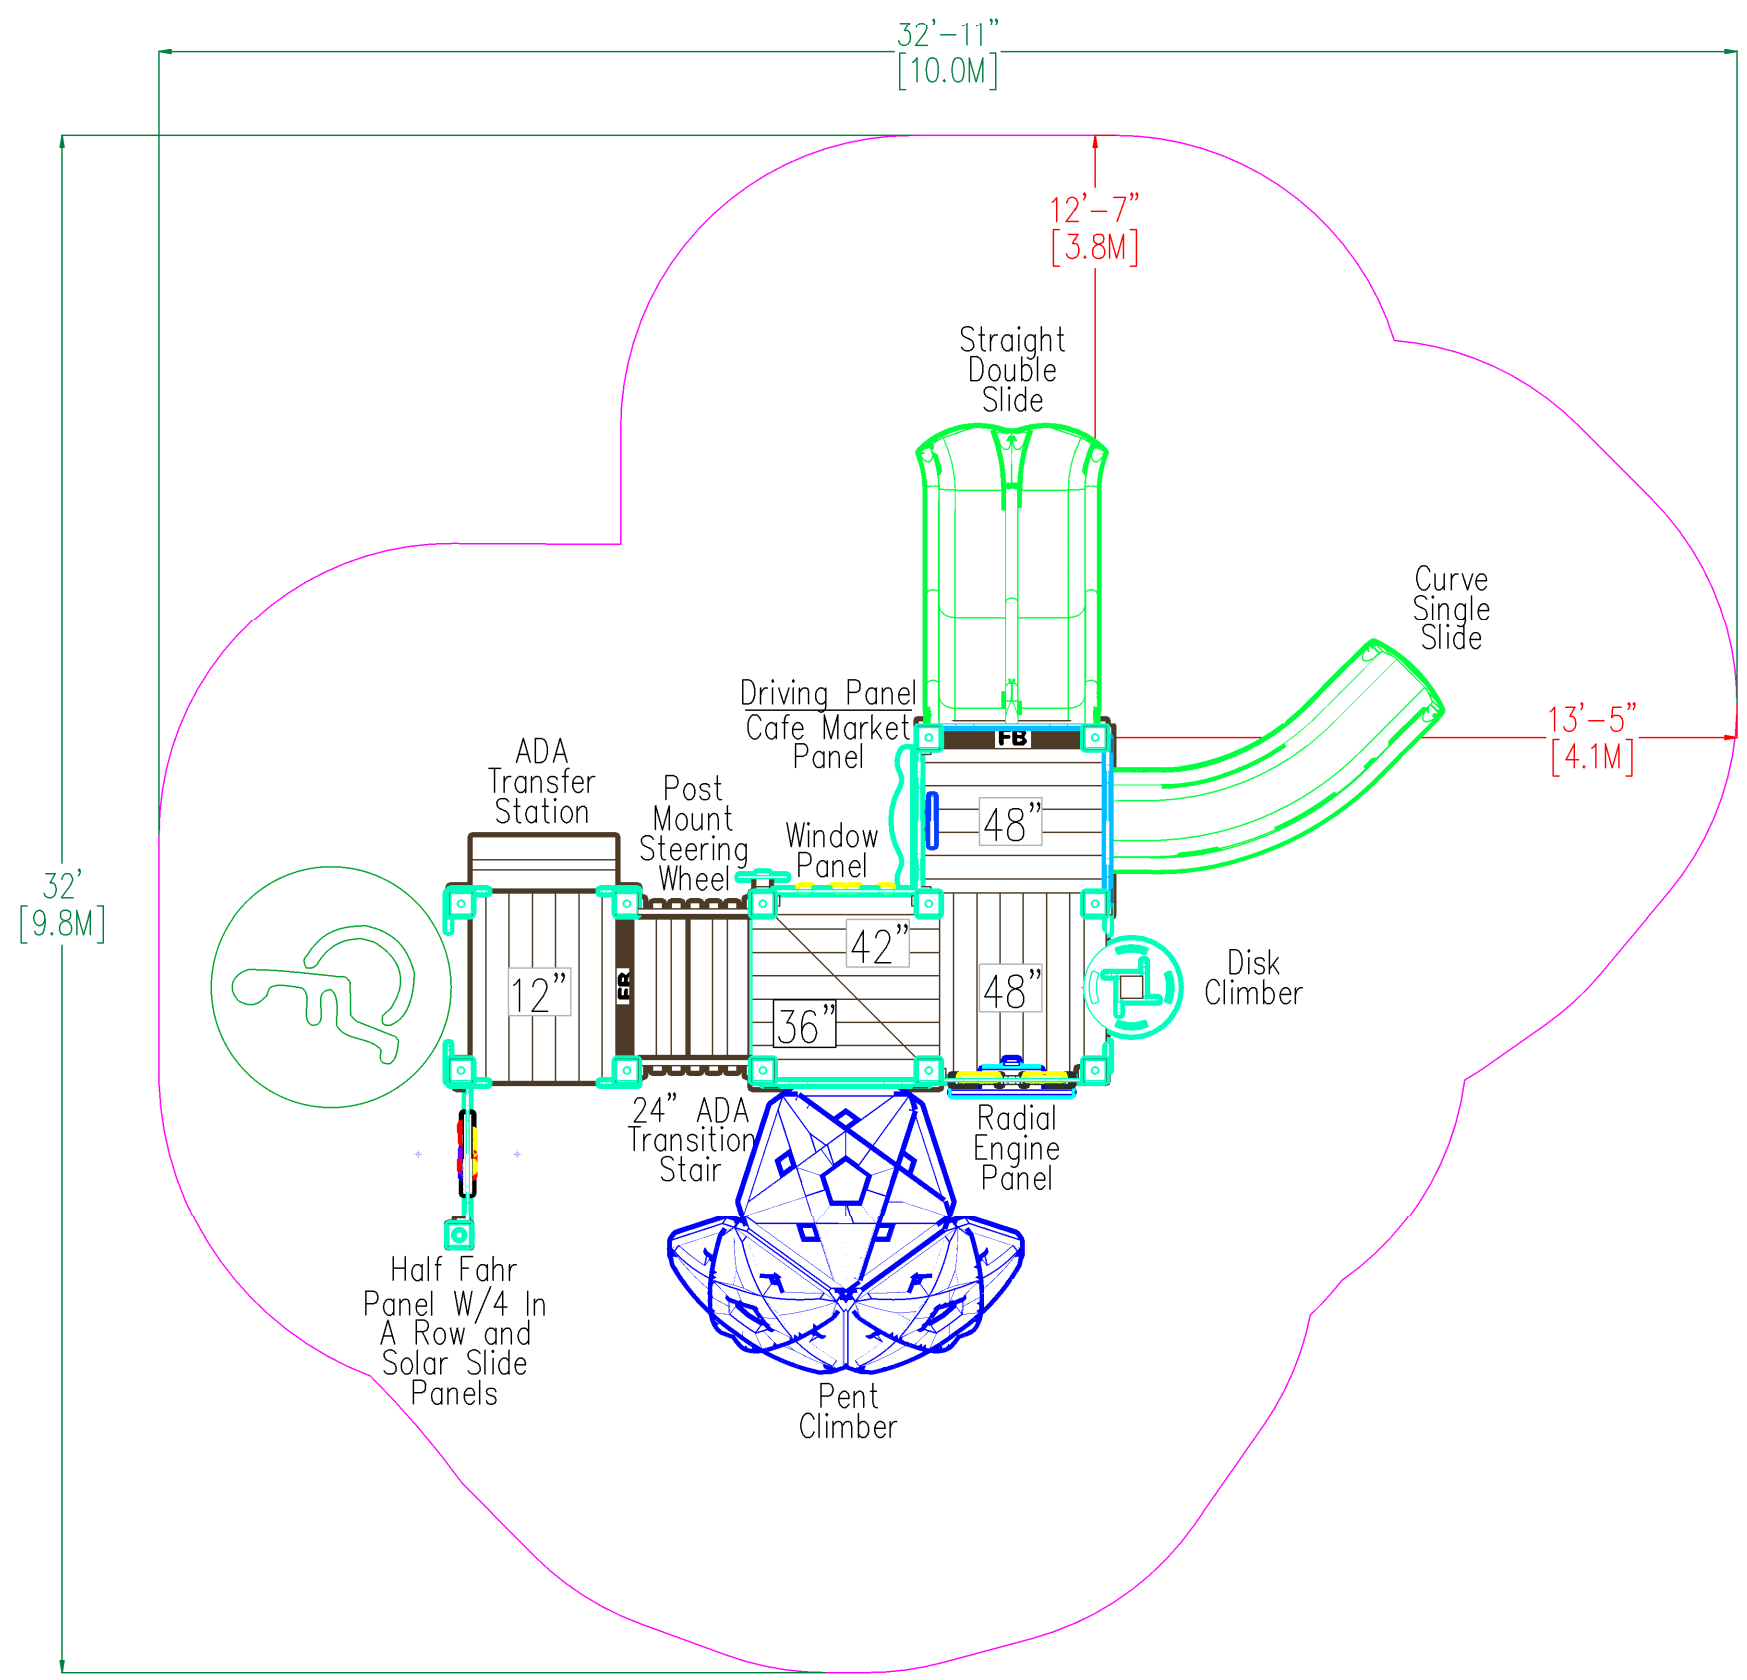 32'-11"
[10.0M]
12'-7"
[3.8M]
Straight
Double
Slide
Curve
Single
Slide
Driving Panel
Cafe Market
Panel
FB
13'-5"
[4.1M]
ADA
Transfer
Station
Post
Mount
Steering
Wheel
Window
Panel
48"
32'
[9.8M]
42"
12"
FB
48"
36"
Disk
Climber
24" ADA
Transition
Stair
Radial
Engine
Panel
Half Fahr
Panel W/4 In
A Row and
Solar Slide
Panels
Pent
Climber